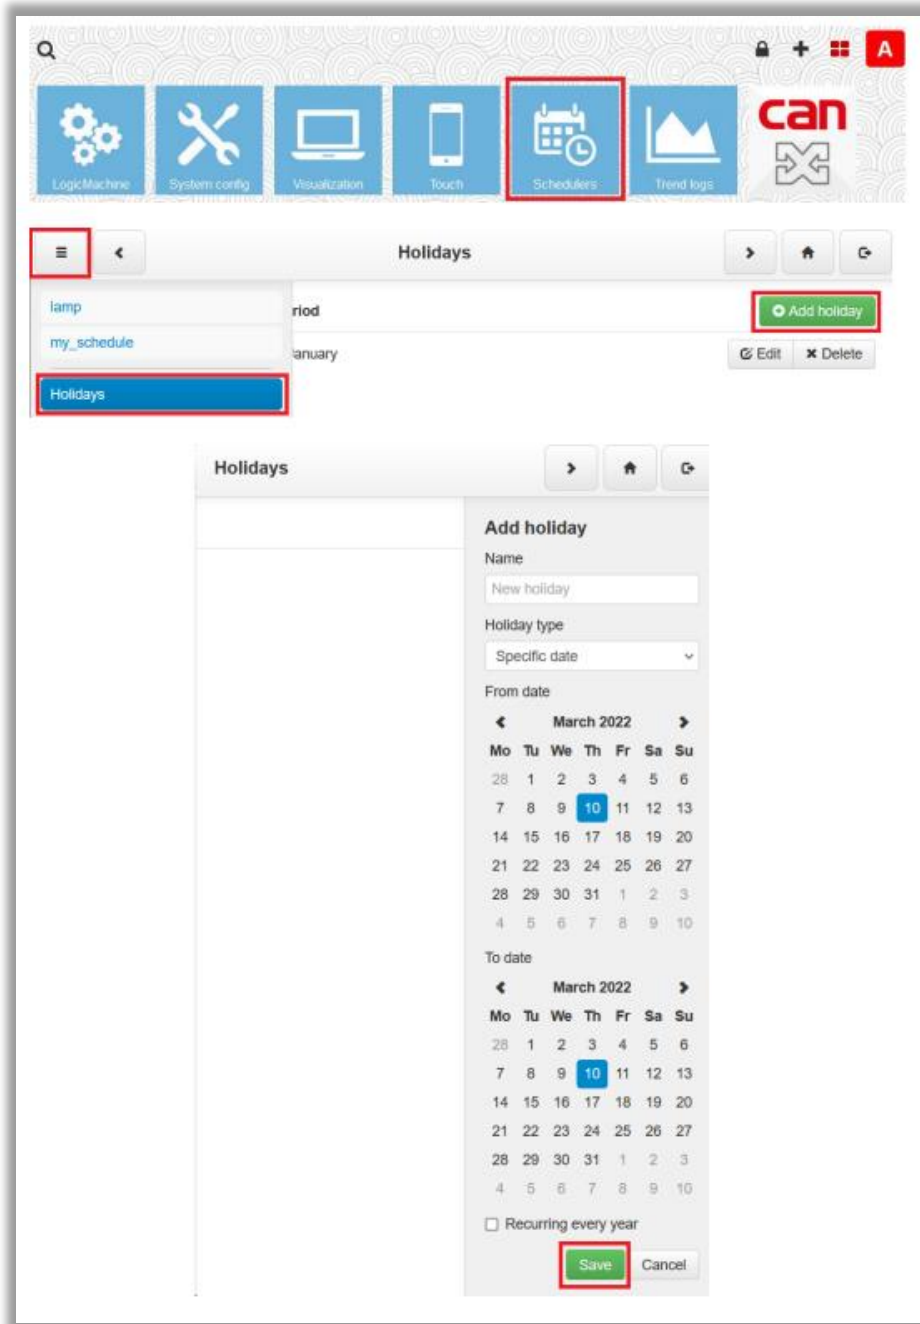 A
LogicMachine System config Visualization Touch Schedulers Trend logs
can
Holidays
lamp
riod
Add holiday
my_schedule
anuary
Edit Delete
Holidays
Holidays
Add holiday
Name
New holiday
Holiday type
Specific date
From date
March 2022
Mo Tu We Th Fr Sa Su
28 1 2 3 4 5 6
7 8 9 10 11 12 13
14 15 16 17 18 19 20
21 22 23 24 25 26 27
28 29 30 31 1 2 3
4 5 6 7 8 9 10
To date
March 2022
Mo Tu We Th Fr Sa Su
28 1 2 3 4 5 6
7 8 9 10 11 12 13
14 15 16 17 18 19 20
21 22 23 24 25 26 27
28 29 30 31 1 2 3
4 5 6 7 8 9 10
Recurring every year
Save Cancel